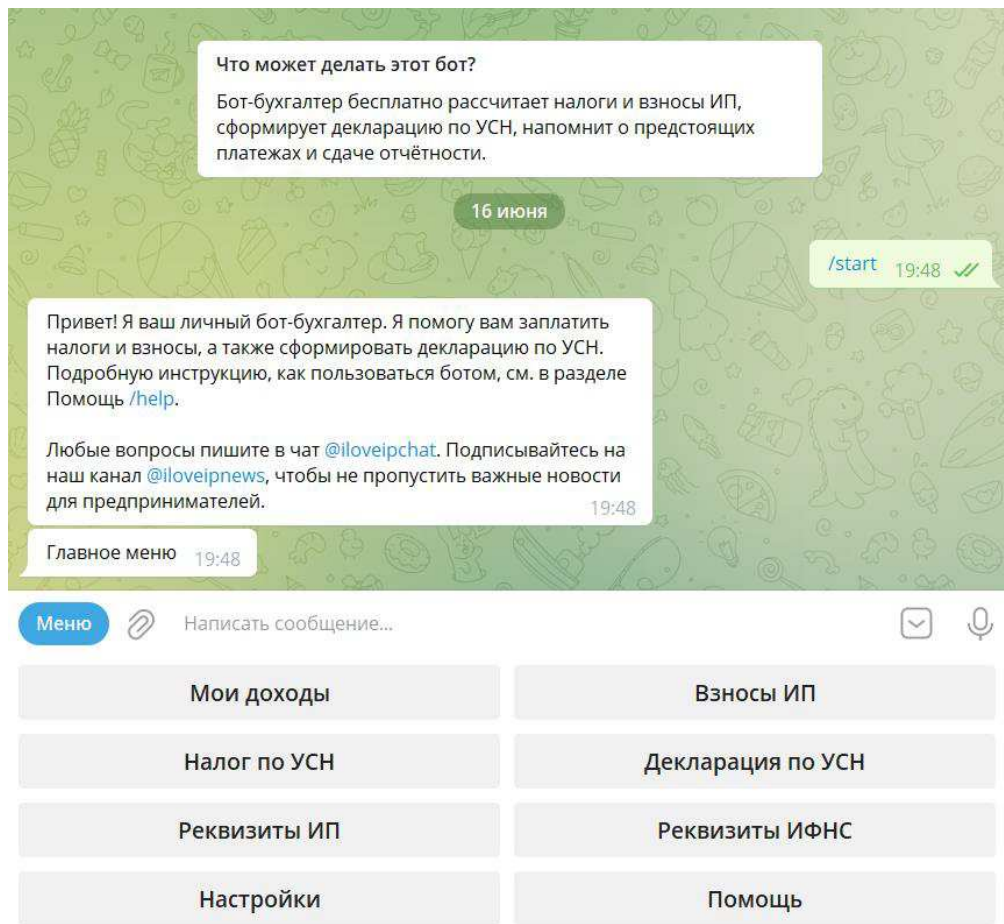 Что может делать этот бот?
Бот-бухгалтер бесплатно рассчитает налоги и взносы ИП,
сформирует декларацию по УСН, напомнит о предстоящих
платежах и сдаче отчётности.
16 июня
/start 19:48
Привет! Я ваш личный бот-бухгалтер. Я помогу вам заплатить
налоги и взносы, а также сформировать декларацию по УСН.
Подробную инструкцию, как пользоваться ботом, см. в разделе
Помощь /help.
Любые вопросы пишите в чат @iloveipchat. Подписывайтесь на
наш канал @iloveipnews, чтобы не пропустить важные новости
для предпринимателей. 19:48
Главное меню 19:48
Меню Написать сообщение...
Мои доходы Взносы ИП
Налог по УСН Декларация по УСН
Реквизиты ИП Реквизиты ИФНС
Настройки Помощь